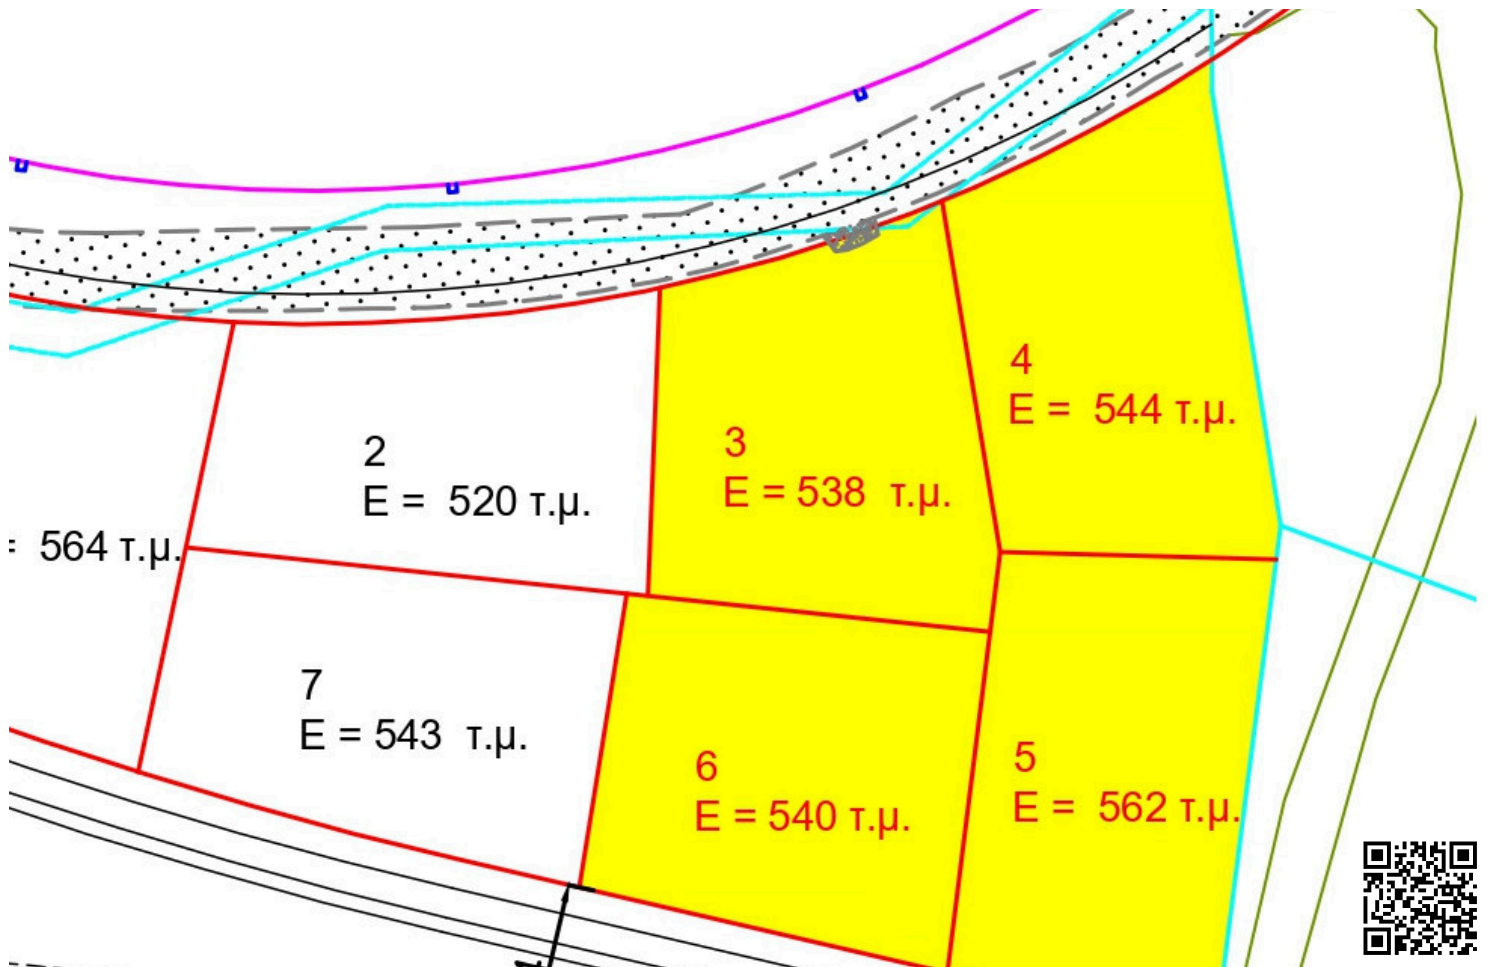 4
E = 544 τ.μ.
3
E = 538 τ.μ.
2
E = 520 τ.μ.
= 564 τ.μ.
7
E = 543 τ.μ.
6
E = 540 τ.μ.
5
E = 562 τ.μ.